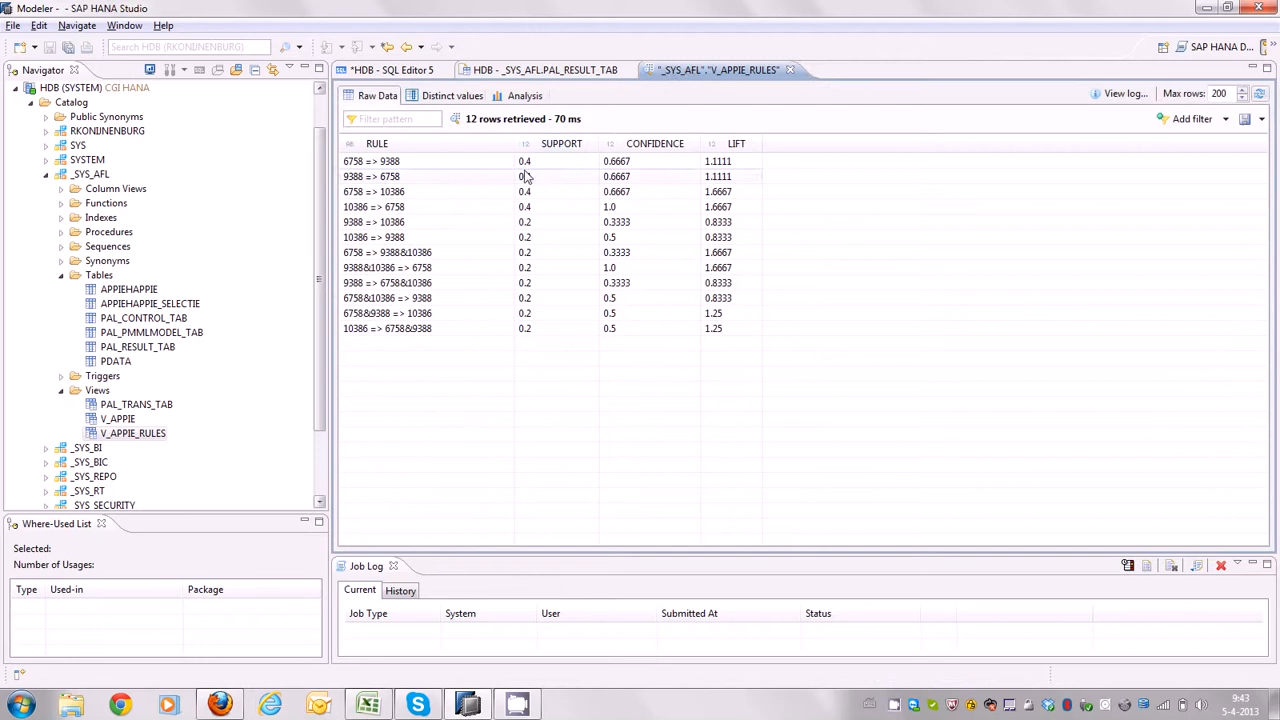 Modeler - - SAP HANA Studio
File Edit Navigate Window Help
Search HDB (RKONIJNENBURG)
SAP HANA D...
Navigator
HDB (SYSTEM) CGI HANA
Catalog
Public Synonyms
RKONIJNENBURG
SYS
SYSTEM
_SYS_AFL
Column Views
Functions
Indexes
Procedures
Sequences
Synonyms
Tables
APPIEHAPPIE
APPIEHAPPIE_SELECTIE
PAL_CONTROL_TAB
PAL_PMMLMODEL_TAB
PAL_RESULT_TAB
PDATA
Triggers
Views
PAL_TRANS_TAB
V_APPIE
V_APPIE_RULES
_SYS_BI
_SYS_BIC
_SYS_REPO
_SYS_RT
_SYS_SECURITY
Where-Used List
Selected:
Number of Usages:
Type Used-in Package
*HDB - SQL Editor 5 HDB - _SYS_AFL.PAL_RESULT_TAB "_SYS_AFL"."V_APPIE_RULES"
Raw Data Distinct values Analysis View log... Max rows: 200
Filter pattern 12 rows retrieved - 70 ms Add filter
RULE SUPPORT CONFIDENCE LIFT
6758 => 9388 0.4 0.6667 1.1111
9388 => 6758 0.6667 1.1111
6758 => 10386 0.4 0.6667 1.6667
10386 => 6758 0.4 1.0 1.6667
9388 => 10386 0.2 0.3333 0.8333
10386 => 9388 0.2 0.5 0.8333
6758 => 9388&10386 0.2 0.3333 1.6667
9388&10386 => 6758 0.2 1.0 1.6667
9388 => 6758&10386 0.2 0.3333 0.8333
6758&10386 => 9388 0.2 0.5 0.8333
6758&9388 => 10386 0.2 0.5 1.25
10386 => 6758&9388 0.2 0.5 1.25
Job Log
Current History
Job Type System User Submitted At Status
9:43
5-4-2013